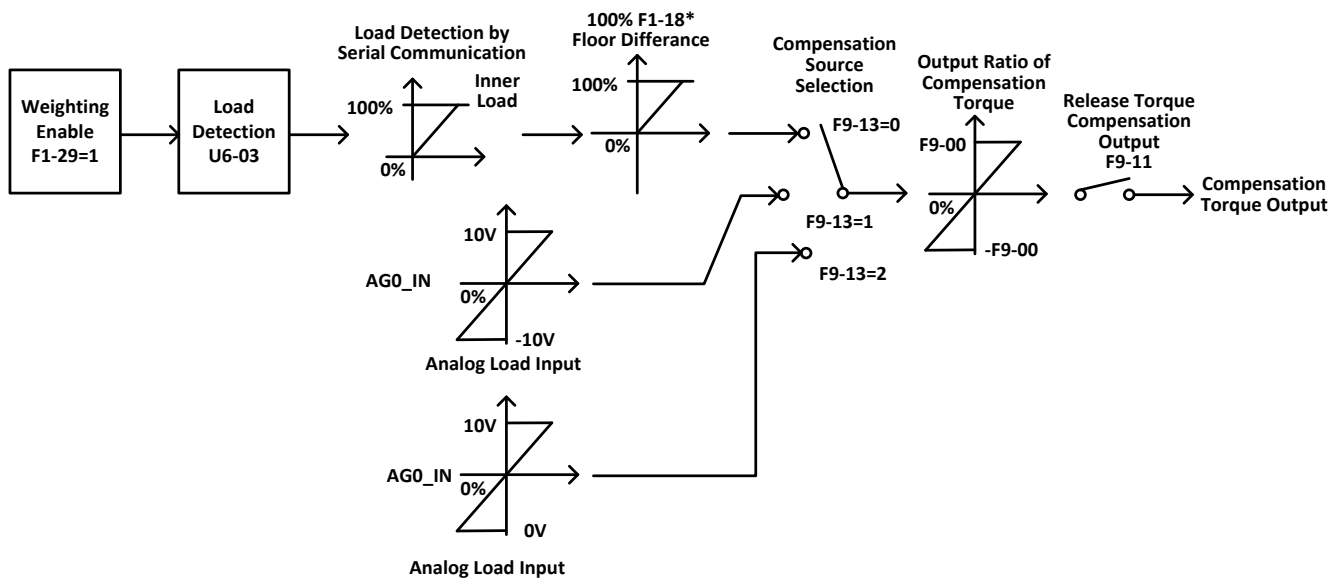 Weighting
Enable
F1-29=1
Load
Detection
U6-03
Load Detection by
Serial Communication
100%
Inner
Load
0%
100% F1-18*
Floor Differance
100%
0%
Compensation
Source
Selection
F9-13=0
F9-13=1
F9-13=2
Output Ratio of
Compensation
Torque
F9-00
0%
-F9-00
Release Torque
Compensation
Output
F9-11
Compensation
Torque Output
10V
AG0_IN
0%
-10V
Analog Load Input
10V
AG0_IN
0%
0V
Analog Load Input